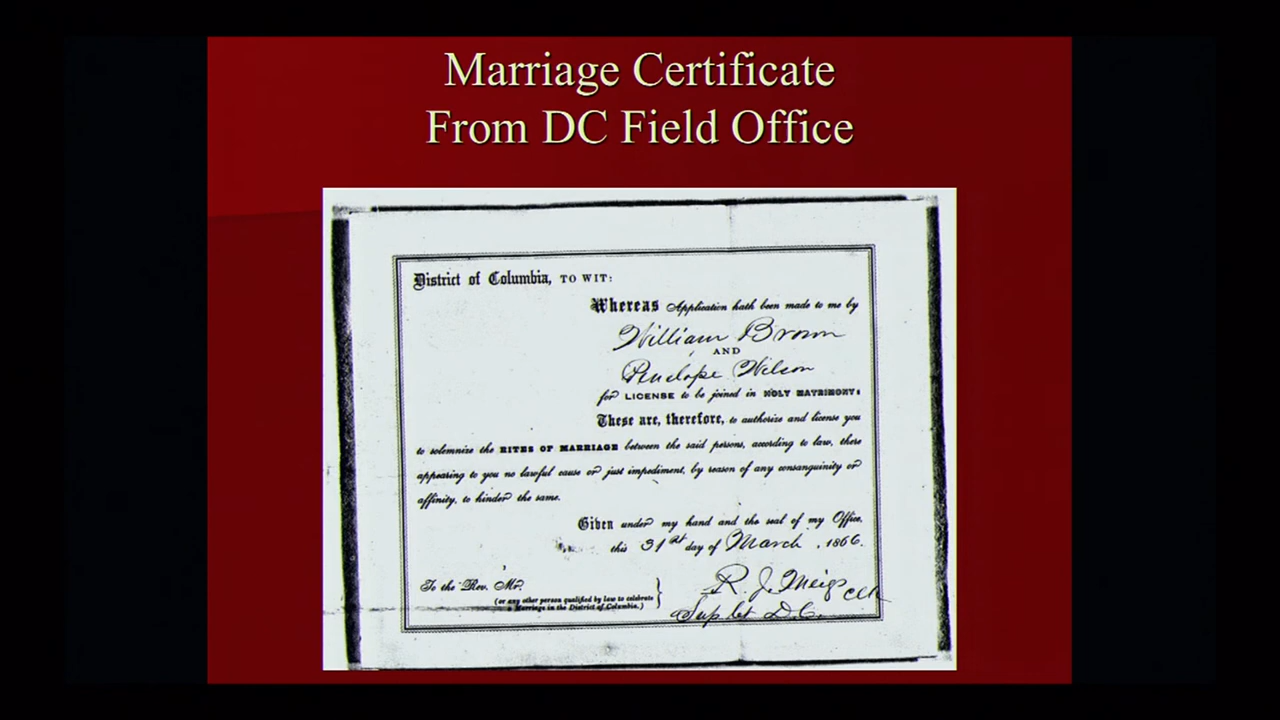 Marriage Certificate
From DC Field Office
District of Columbia, TO WIT:
Whereas Application hath been made to me by
William Brown
AND
Penelope Wilson
for LICENSE to be joined in HOLY MATRIMONY:
These are, therefore, to authorize and license you
to solemnize the RITES OF MARRIAGE between the said persons, according to law, there
appearing to you no lawful cause or just impediment, by reason of any consanguinity or
affinity, to hinder the same.
Given under my hand and the seal of my Office,
this 31st day of March, 1866.
To the Rev. Mr.
(or any other person qualified by law to celebrate
Marriage in the District of Columbia.)
R. J. Meigs Clk
Sup Ct D.C.